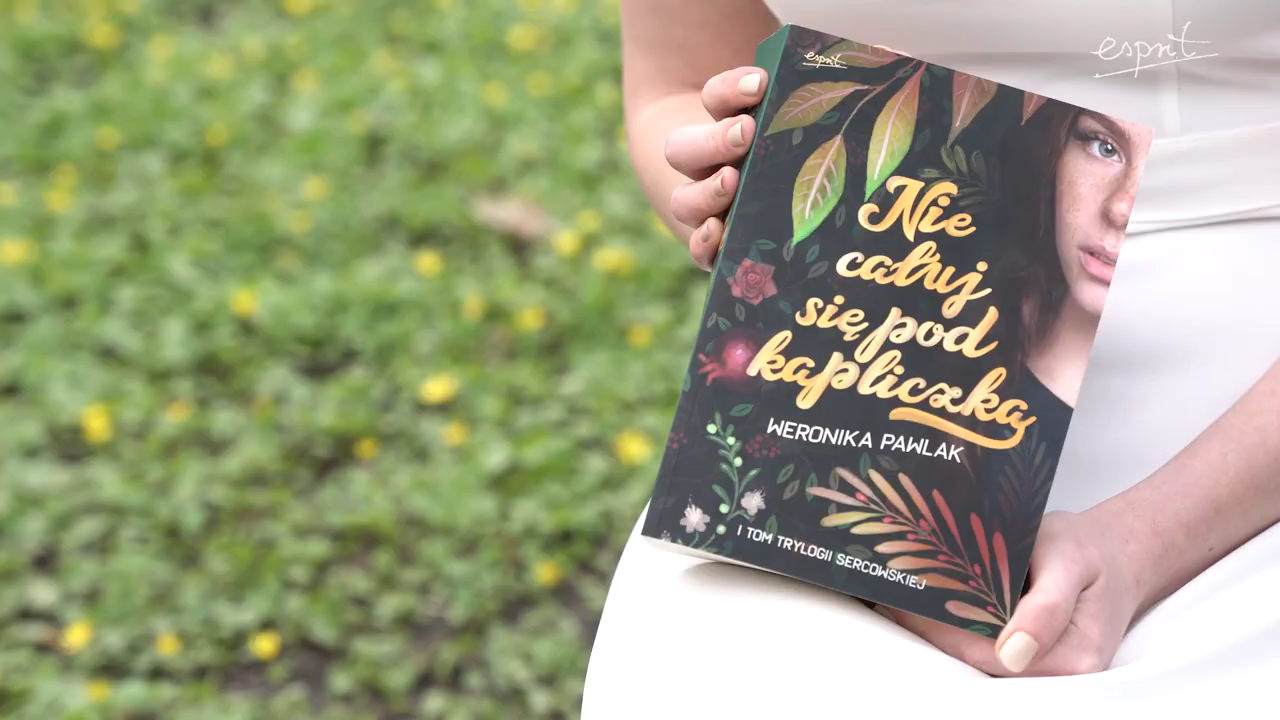 esprit
esprit
Nie
całuj
się pod
kapliczką
WERONIKA PAWLAK
I TOM TRYLOGII SERCOWSKIEJ